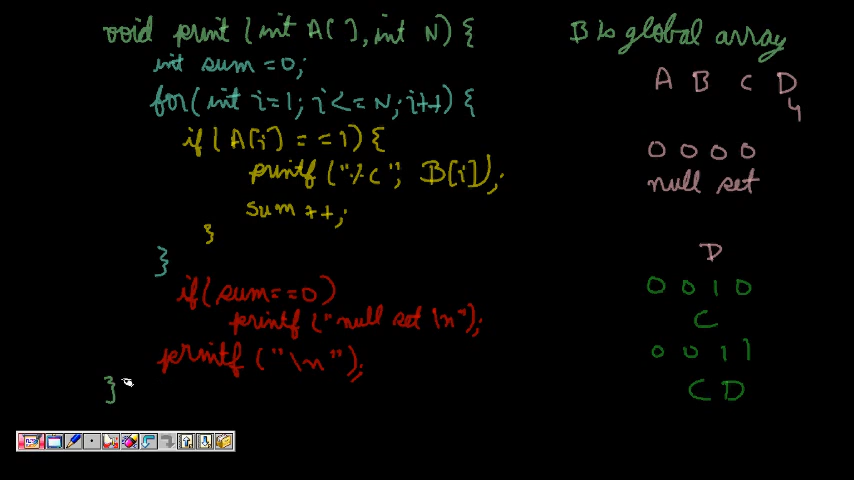 void print (int A[ ], int N) {
int sum = 0;
for(int i=1; i<=N; i++) {
if( A[i] = =1) {
printf ("%c", B[i]);
sum ++;
}
}
if( sum==0)
printf ("null set \n");
printf ("\n");
}
B is global array
A B C D
4
0 0 0 0
null set
D
0 0 1 0
C
0 0 1 1
C D